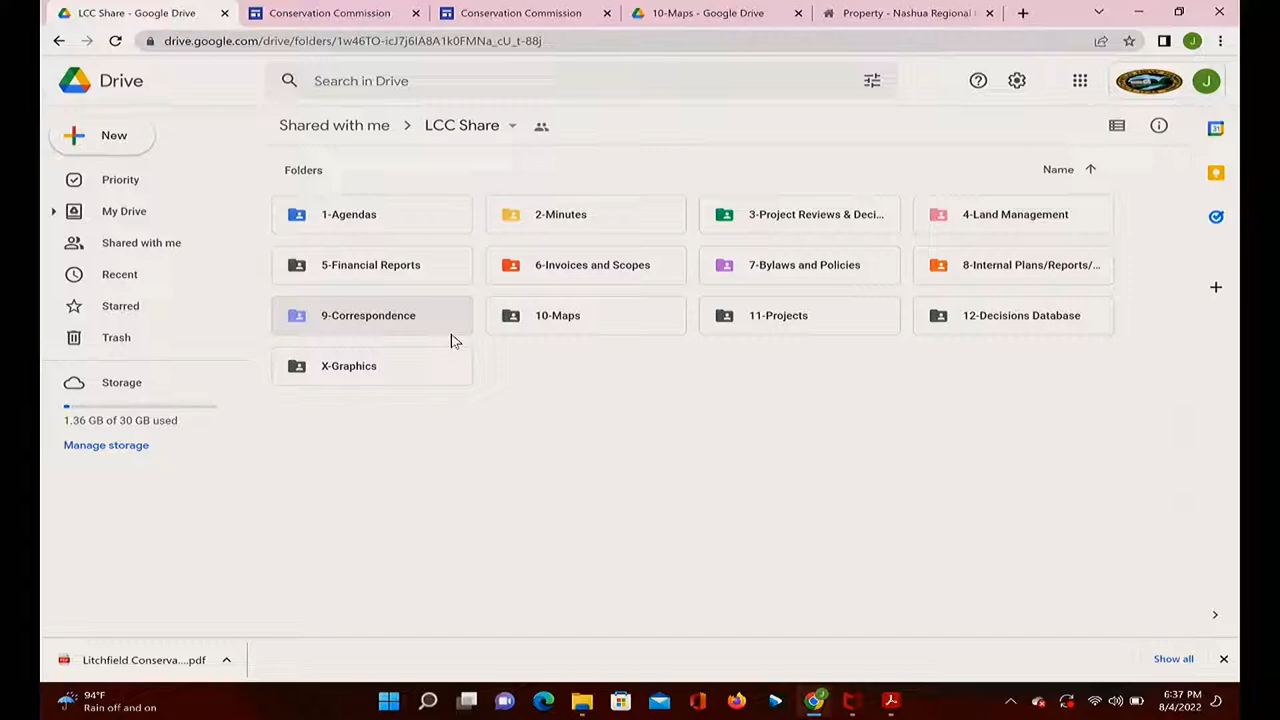 LCC Share - Google Drive
Conservation Commission
Conservation Commission
10-Maps - Google Drive
Property - Nashua Regional
drive.google.com/drive/folders/1w46TO-icJ7j6IA8A1k0FMNa_cU_t-88j
Drive
Search in Drive
J
New
Shared with me > LCC Share
Folders
Name
Priority
My Drive
Shared with me
Recent
Starred
Trash
Storage
1.36 GB of 30 GB used
Manage storage
1-Agendas
2-Minutes
3-Project Reviews & Deci...
4-Land Management
5-Financial Reports
6-Invoices and Scopes
7-Bylaws and Policies
8-Internal Plans/Reports/...
9-Correspondence
10-Maps
11-Projects
12-Decisions Database
X-Graphics
Litchfield Conserva....pdf
Show all
94°F
Rain off and on
6:37 PM
8/4/2022